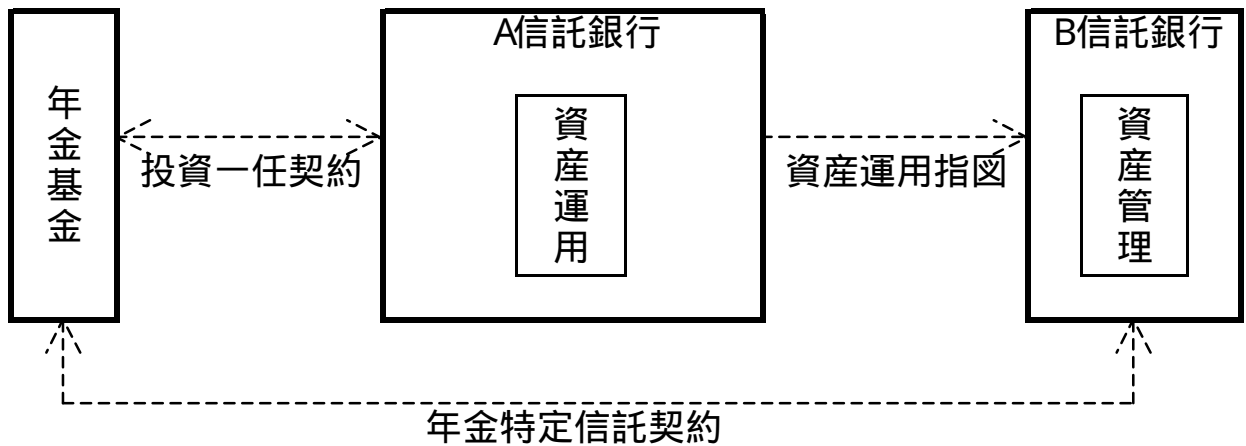 年金基金
投資一任契約
A信託銀行
資産運用
資産運用指図
B信託銀行
資産管理
年金特定信託契約